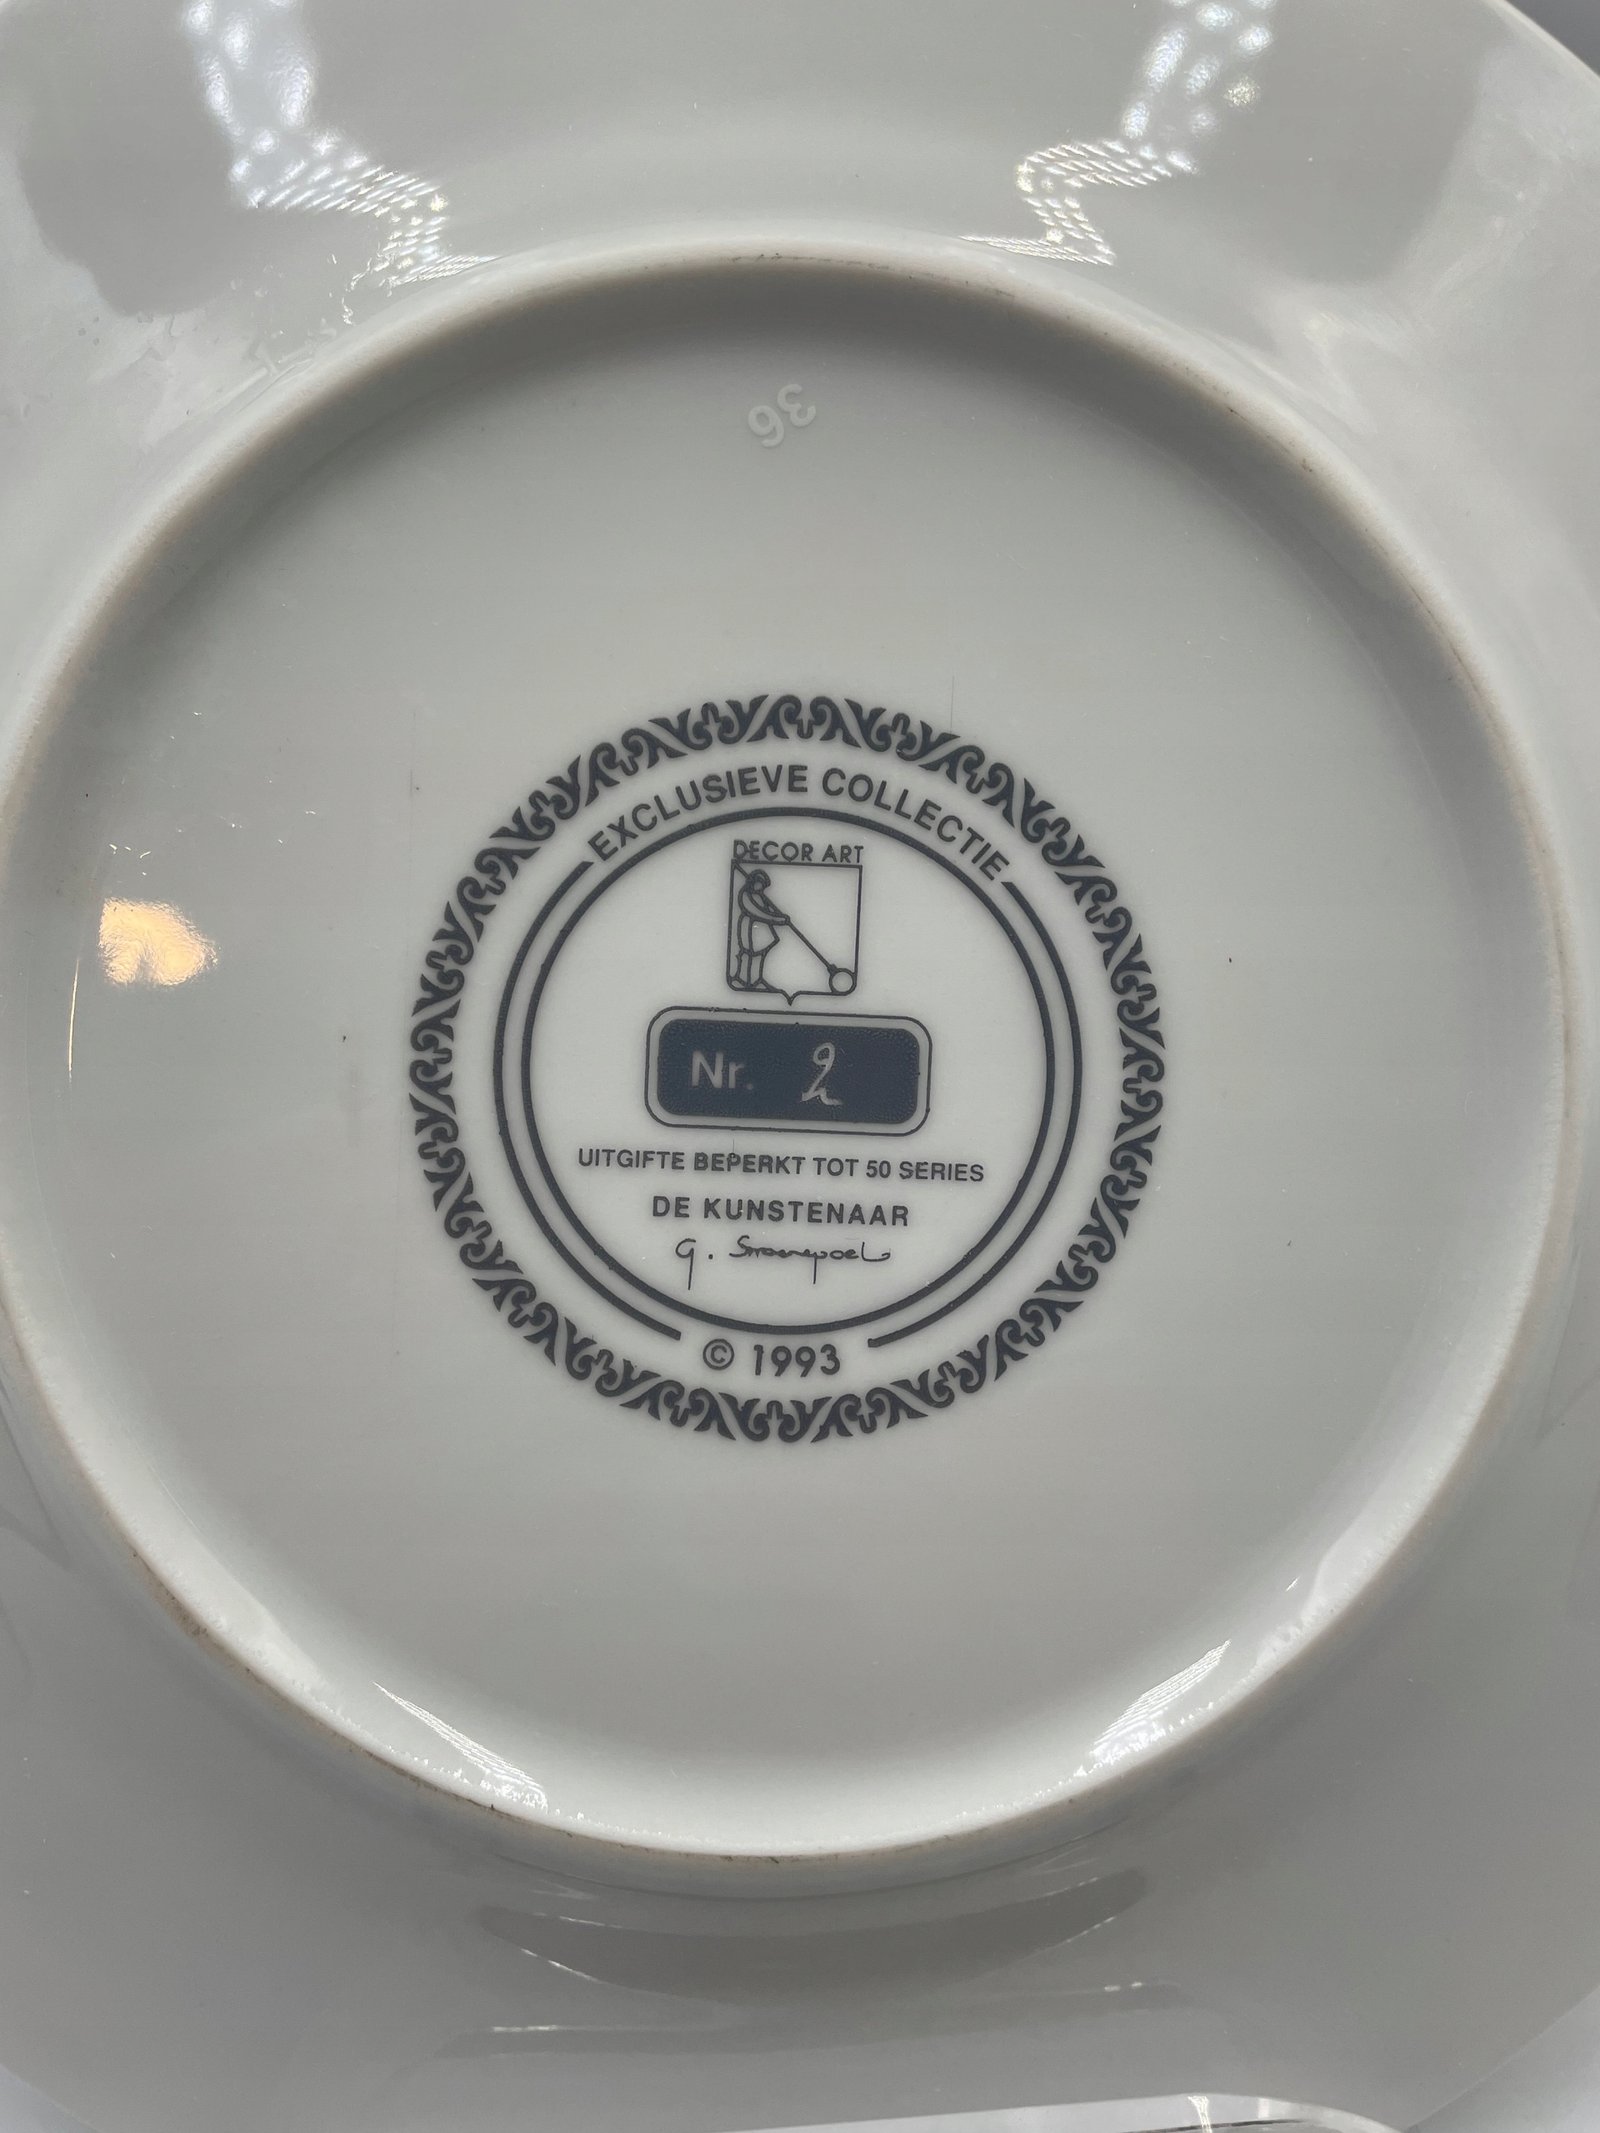 36
EXCLUSIEVE COLLECTIE
DECOR ART
Nr. 2
UITGIFTE BEPERKT TOT 50 SERIES
DE KUNSTENAAR
G.
© 1993